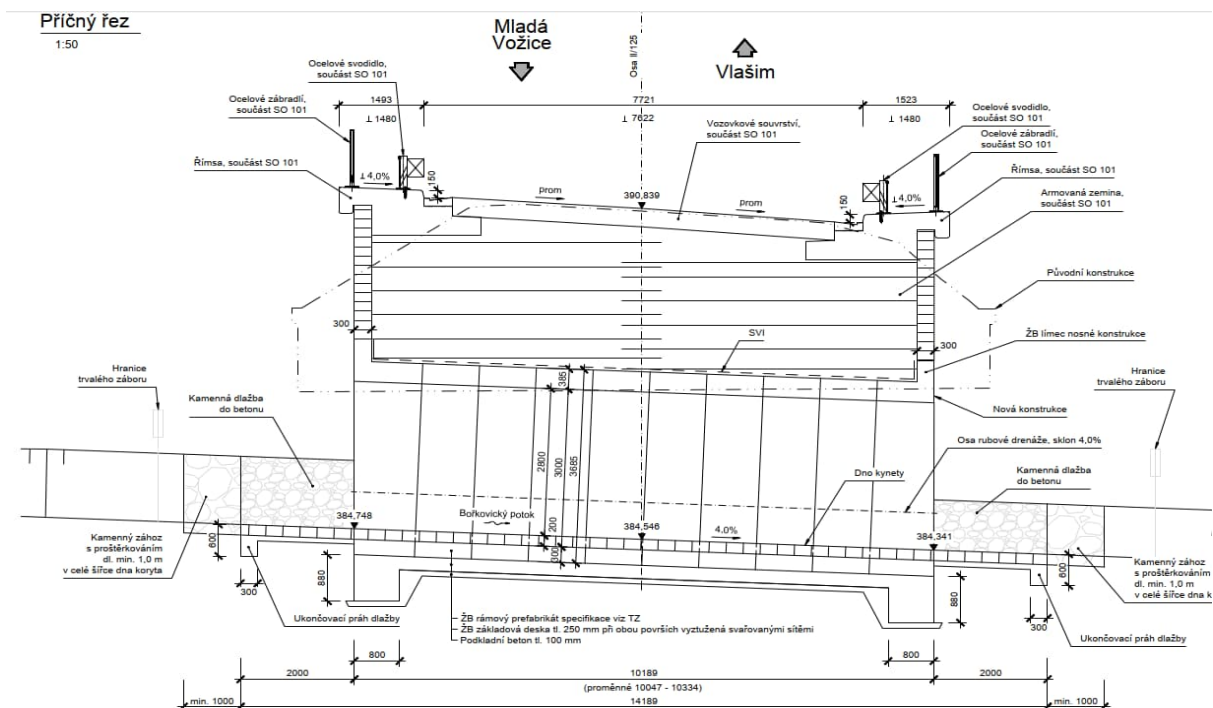 Příčný řez
1:50
Mladá
Vožice
Osa II/125
Vlašim
Ocelové svodidlo,
součást SO 101
Ocelové zábradlí,
součást SO 101
1493
7721
1523
⊥ 1480
⊥ 7622
⊥ 1480
Vozovkové souvrství,
součást SO 101
Ocelové svodidlo,
součást SO 101
Ocelové zábradlí,
součást SO 101
Římsa, součást SO 101
Římsa, součást SO 101
⊥4,0%
150
prom
390,839
prom
150
⊥4,0%
Armovaná zemina,
součást SO 101
Původní konstrukce
300
SVI
300
ŽB límec nosné konstrukce
Hranice
trvalého záboru
Hranice
trvalého záboru
385
Kamenná dlažba
do betonu
Nová konstrukce
Osa rubové drenáže, sklon 4,0%
2800
3000
3685
Dno kynety
Kamenná dlažba
do betonu
384,748
Bořkovický potok
200
384,546
4.0%
384,341
600
300
600
Kamenný zához
s proštěrkováním
dl. min. 1,0 m
v celé šířce dna koryta
Kamenný zához
s proštěrkováním
dl. min. 1,0 m
v celé šířce dna k
880
880
300
300
Ukončovací práh dlažby
ŽB rámový prefabrikát specifikace viz TZ
ŽB základová deska tl. 250 mm při obou površích vyztužená svařovanými sítěmi
Podkladní beton tl. 100 mm
Ukončovací práh dlažby
800
800
2000
10189
2000
(proměnné 10047 - 10334)
min. 1000
14189
min. 1000